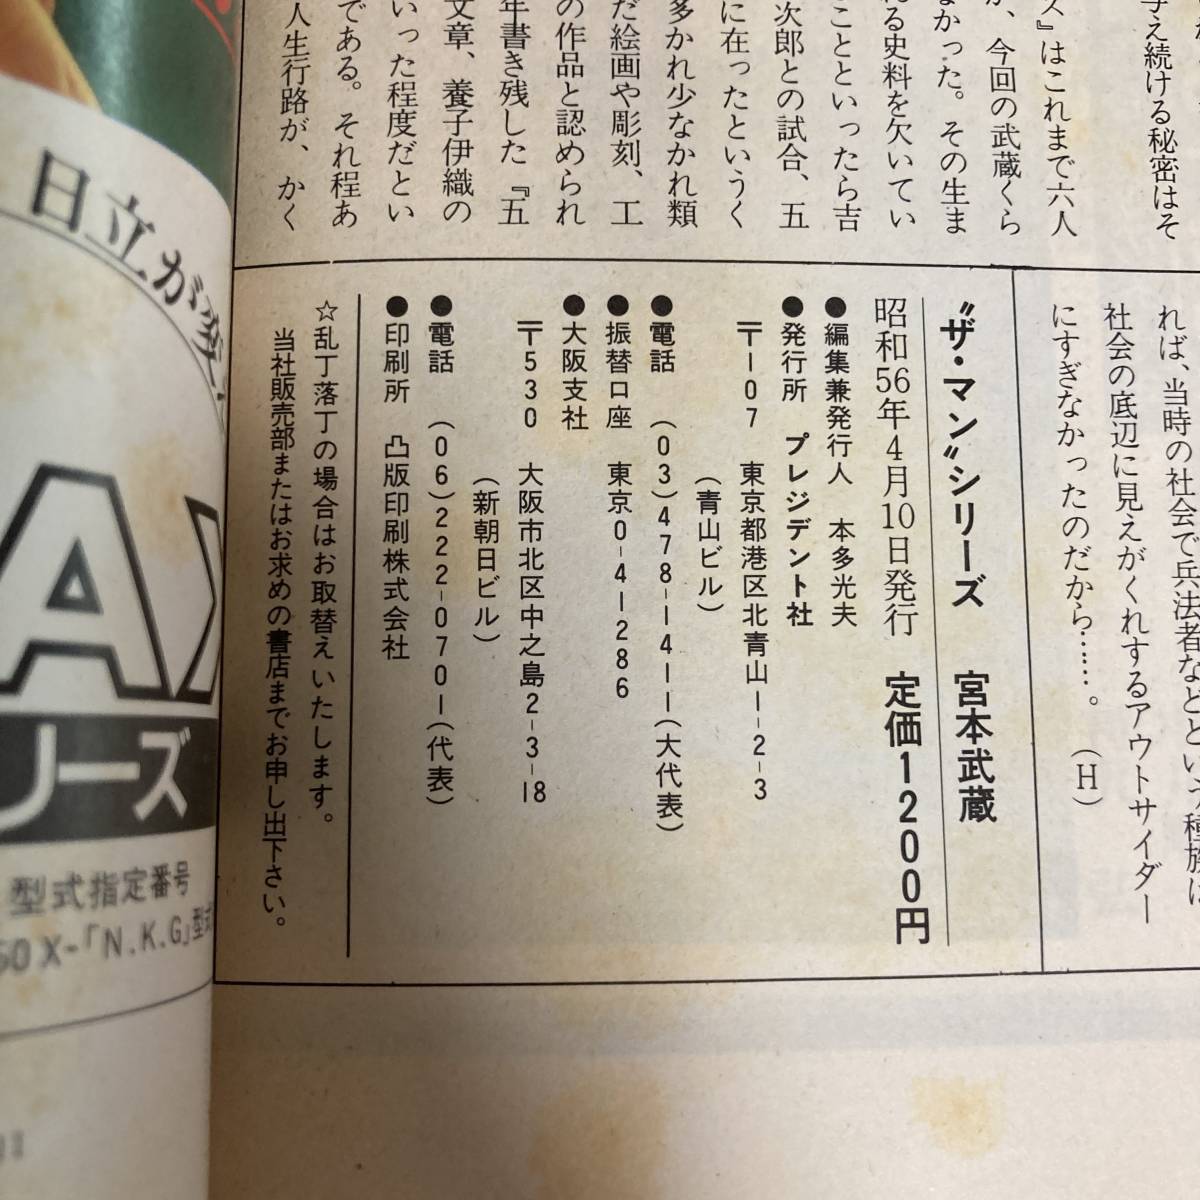 え続ける秘密はそ
ス』はこれまで六人
、今回の武蔵くら
なかった。その生ま
れる史料を欠いてい
ことといったら吉
次郎との試合、五
に在ったというく
多かれ少なかれ類
だ絵画や彫刻、工
の作品と認められ
年書き残した『五
文章、養子伊織の
いった程度だとい
である。それ程あ
人生行路が、かく
れば、当時の社会で兵法者などという種族は
社会の底辺に見えがくれするアウトサイダー
にすぎなかったのだから……。 (H)
〝ザ・マン〟シリーズ 宮本武蔵
昭和56年4月10日発行 定価1200円
●編集兼発行人 本多光夫
●発行所 プレジデント社
〒107 東京都港区北青山1-2-3
(青山ビル)
●電話 (03)478-1411(大代表)
●振替口座 東京0-41286
●大阪支社
〒530 大阪市北区中之島2-3-18
(新朝日ビル)
●電話 (06)222-0701(代表)
●印刷所 凸版印刷株式会社
☆乱丁落丁の場合はお取替えいたします。
当社販売部またはお求めの書店までお申し出下さい。
日立が変
AX
リーズ
型式指定番号
50X-「N.K.G」型式